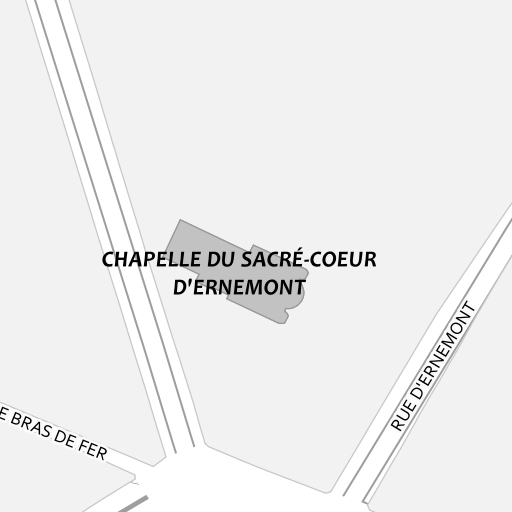 CHAPELLE DU SACRÉ-COEUR
D'ERNEMONT
RUE D'ERNEMONT
BRAS DE FER